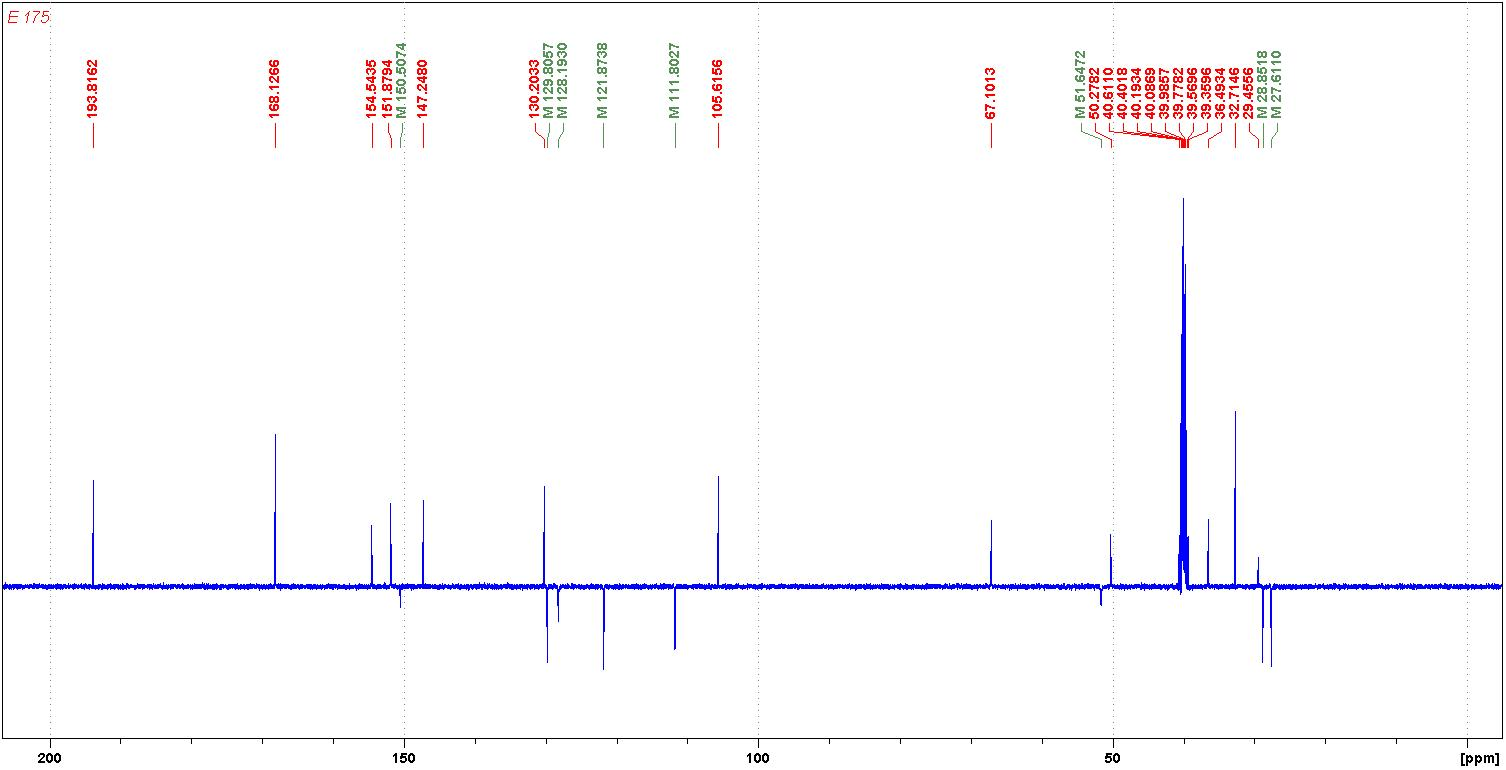 E 175
193.8162
168.1266
154.5435
151.8794
M 150.5074
147.2480
130.2033
M 129.8057
M 128.1930
M 121.8738
M 111.8027
105.6156
67.1013
M 51.6472
50.2782
40.6110
40.4018
40.1934
40.0869
39.9857
39.7782
39.5696
39.3596
36.4934
32.7146
29.4556
M 28.8518
M 27.6110
200 150 100 50 [ppm]